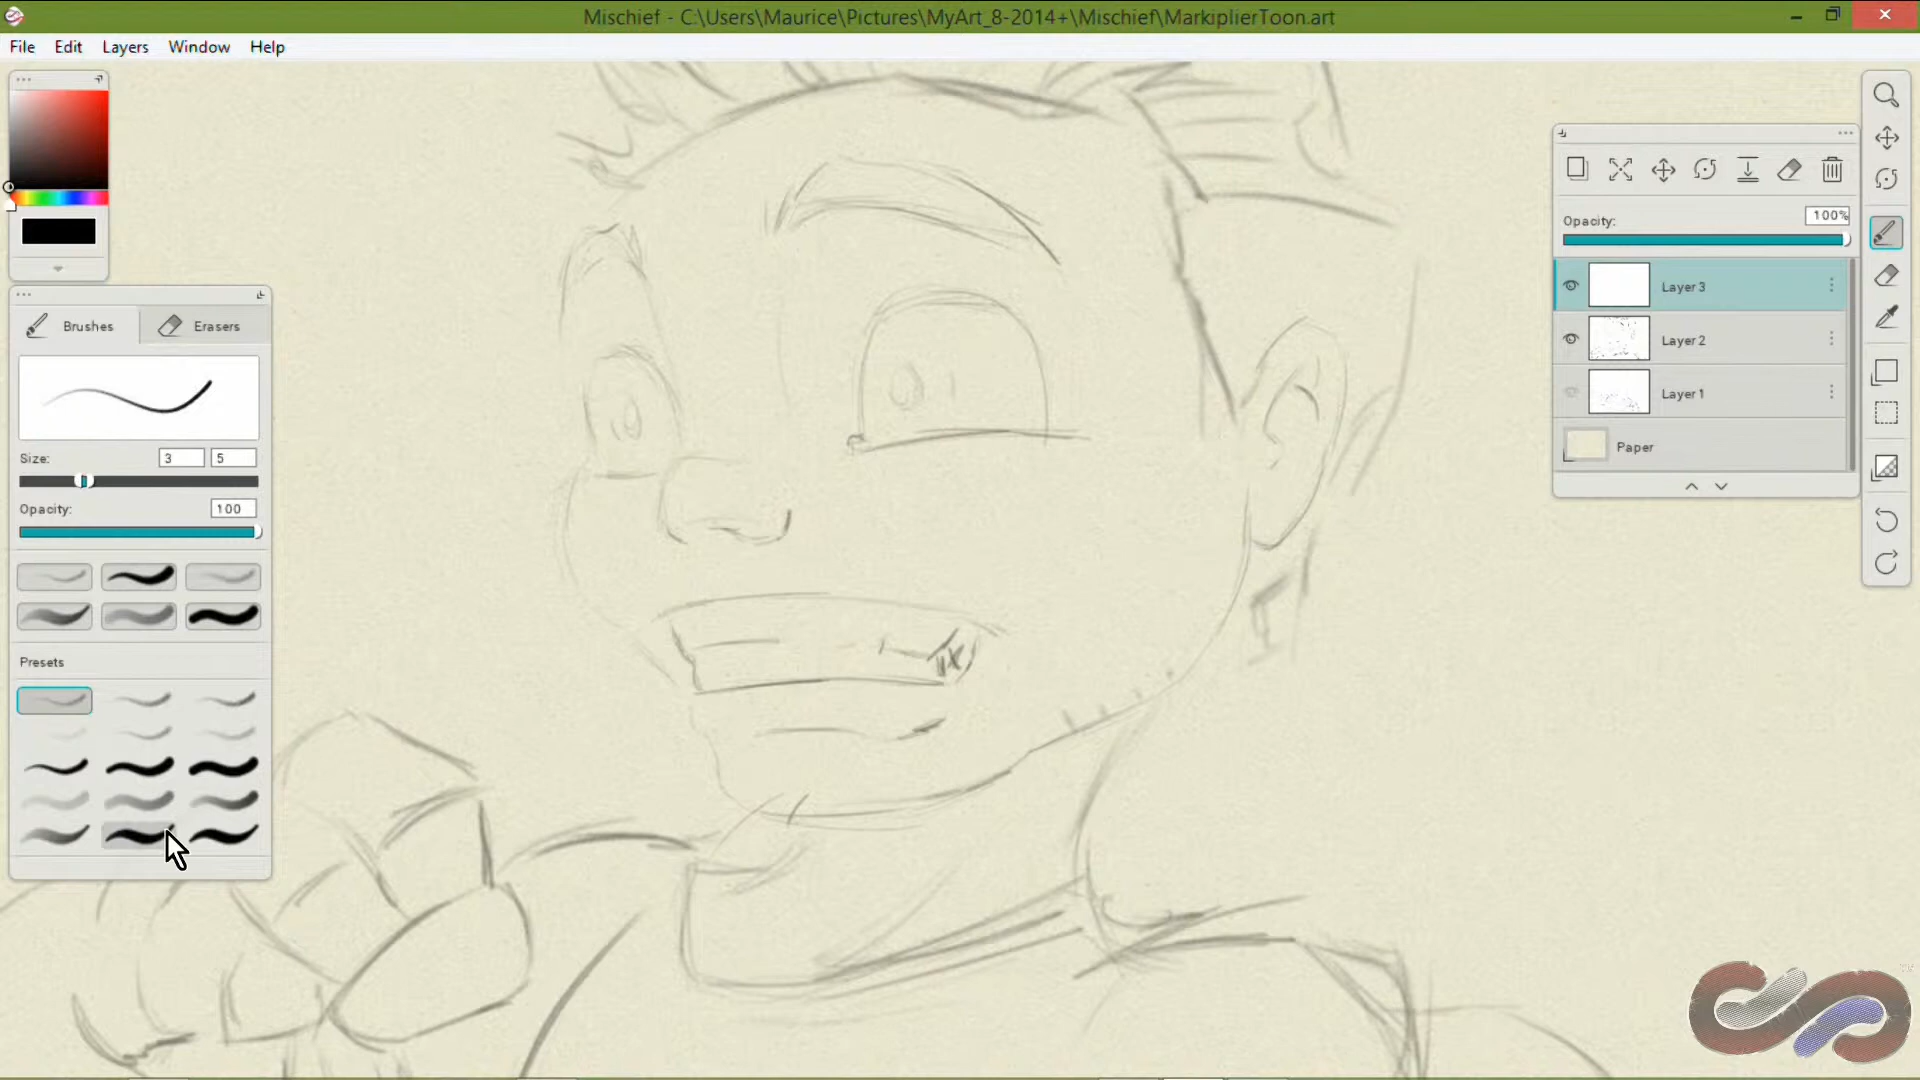 Mischief - C:\Users\Maurice\Pictures\MyArt_8-2014+\Mischief\MarkiplierToon.art
File Edit Layers Window Help
Brushes Erasers
Size: 3 5
Opacity: 100
Presets
Opacity: 100%
Layer 3
Layer 2
Layer 1
Paper